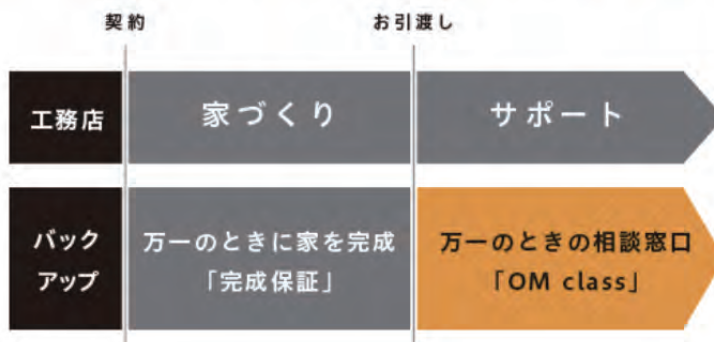 契約
お引渡し
工務店
家づくり
サポート
バック
アップ
万一のときに家を完成
「完成保証」
万一のときの相談窓口
「OM class」